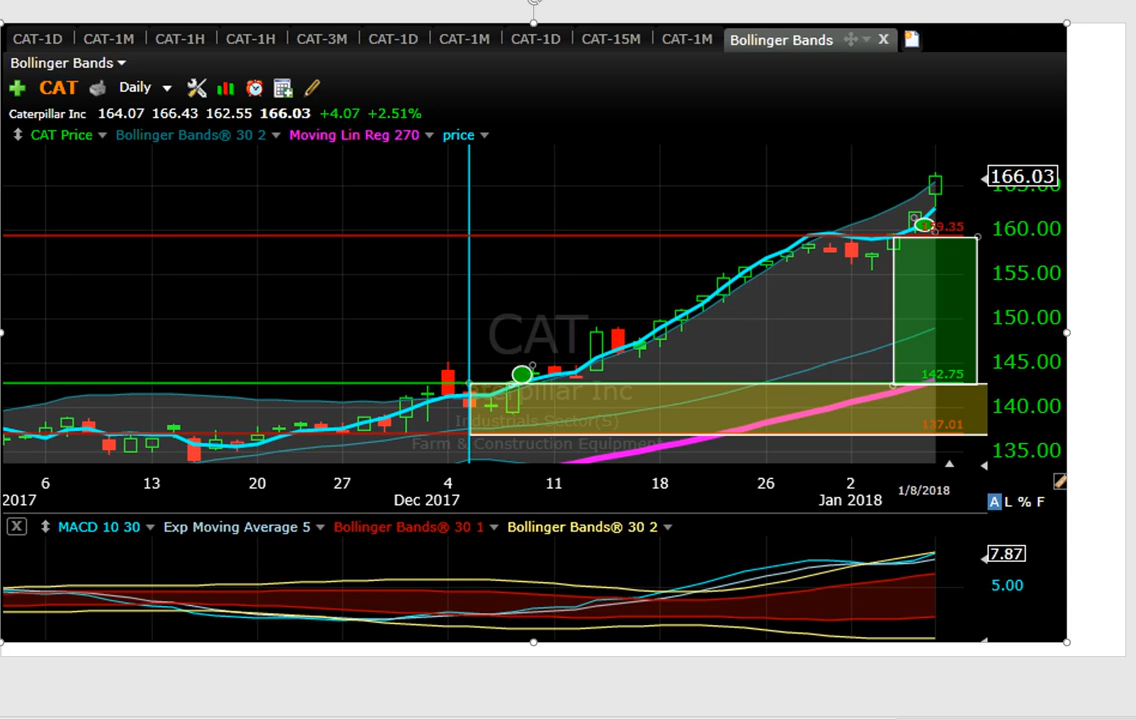 CAT-1D CAT-1M CAT-1H CAT-1H CAT-3M CAT-1D CAT-1M CAT-1D CAT-15M CAT-1M Bollinger Bands X
Bollinger Bands
CAT Daily
Caterpillar Inc 164.07 166.43 162.55 166.03 +4.07 +2.51%
CAT Price Bollinger Bands® 30 2 Moving Lin Reg 270 price
166.03
160.00
155.00
150.00
CAT
145.00
142.75
140.00
Industrials Sector(S)
137.01
Farm & Construction Equipment
135.00
6 13 20 27 4 11 18 26 2 1/8/2018
2017 Dec 2017 Jan 2018
A L % F
X MACD 10 30 Exp Moving Average 5 Bollinger Bands® 30 1 Bollinger Bands® 30 2
7.87
5.00